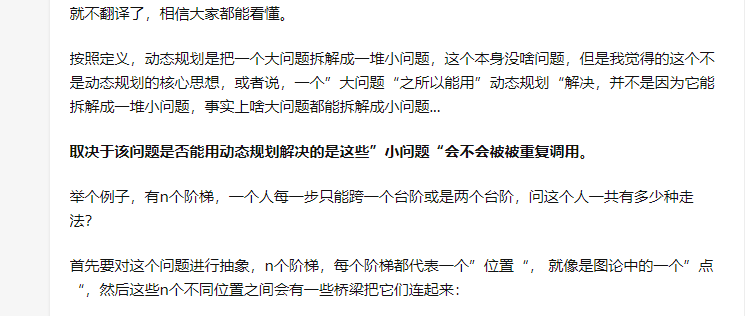 就不翻译了，相信大家都能看懂。
按照定义，动态规划是把一个大问题拆解成一堆小问题，这个本身没啥问题，但是我觉得的这个不
是动态规划的核心思想，或者说，一个”大问题“之所以能用”动态规划“解决，并不是因为它能
拆解成一堆小问题，事实上啥大问题都能拆解成小问题...
取决于该问题是否能用动态规划解决的是这些”小问题“会不会被被重复调用。
举个例子，有n个阶梯，一个人每一步只能跨一个台阶或是两个台阶，问这个人一共有多少种走
法？
首先要对这个问题进行抽象，n个阶梯，每个阶梯都代表一个”位置“， 就像是图论中的一个”点
“，然后这些n个不同位置之间会有一些桥梁把它们连起来：